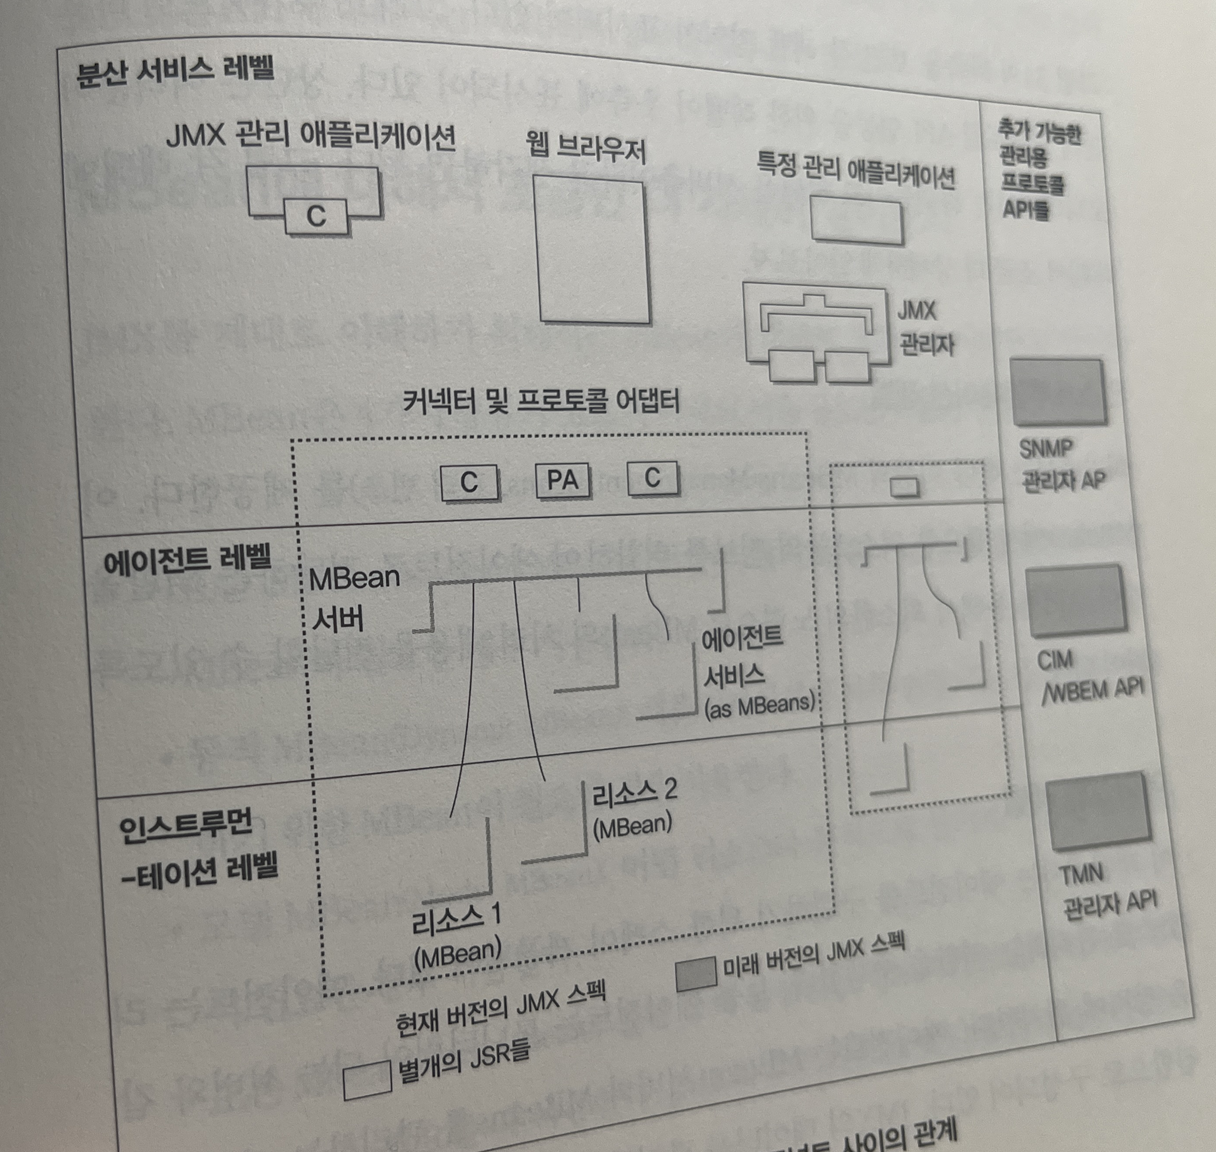 분산 서비스 레벨
JMX 관리 애플리케이션
C
웹 브라우저
특정 관리 애플리케이션
JMX
관리자
추가 가능한
관리용
프로토콜
API들
커넥터 및 프로토콜 어댑터
C
PA
C
SNMP
관리자 AP
에이전트 레벨
MBean
서버
에이전트
서비스
(as MBeans)
CIM
/WBEM API
인스트루먼
-테이션 레벨
리소스 2
(MBean)
리소스 1
(MBean)
TMN
관리자 API
현재 버전의 JMX 스펙
미래 버전의 JMX 스펙
별개의 JSR들
사이의 관계